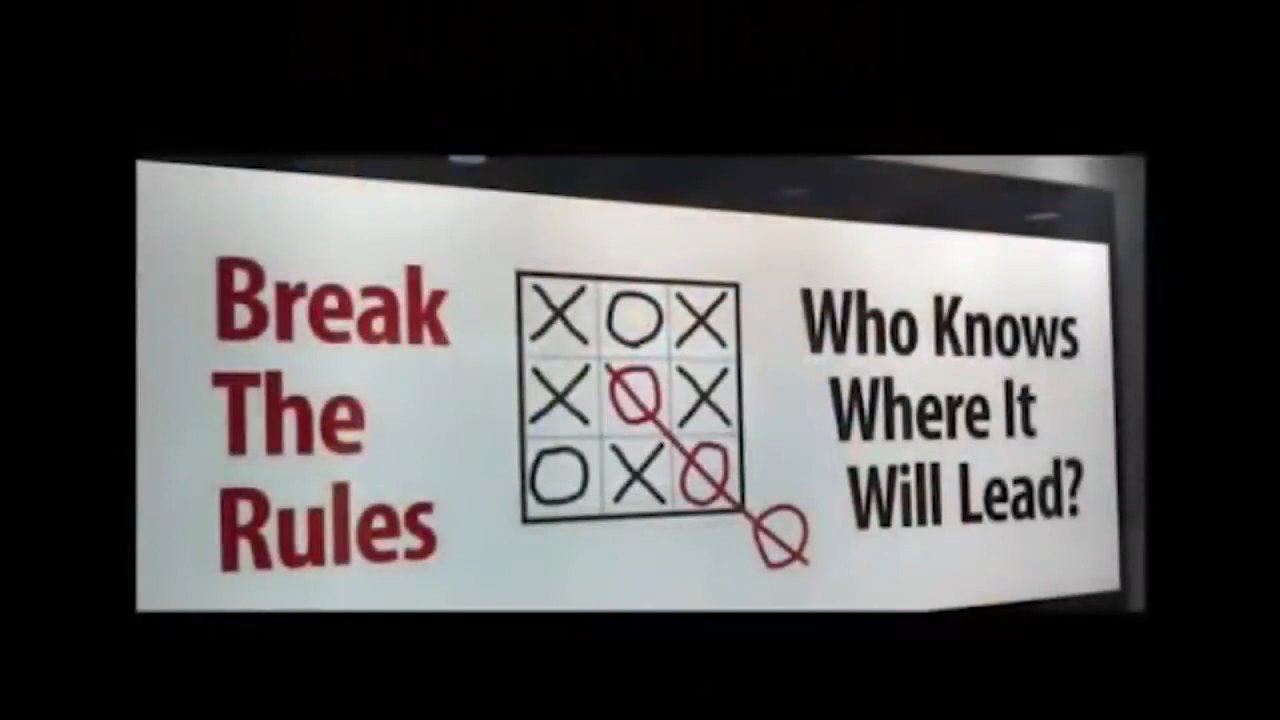 Break
The
Rules
X O X
X O X
O X O
O
Who Knows
Where It
Will Lead?